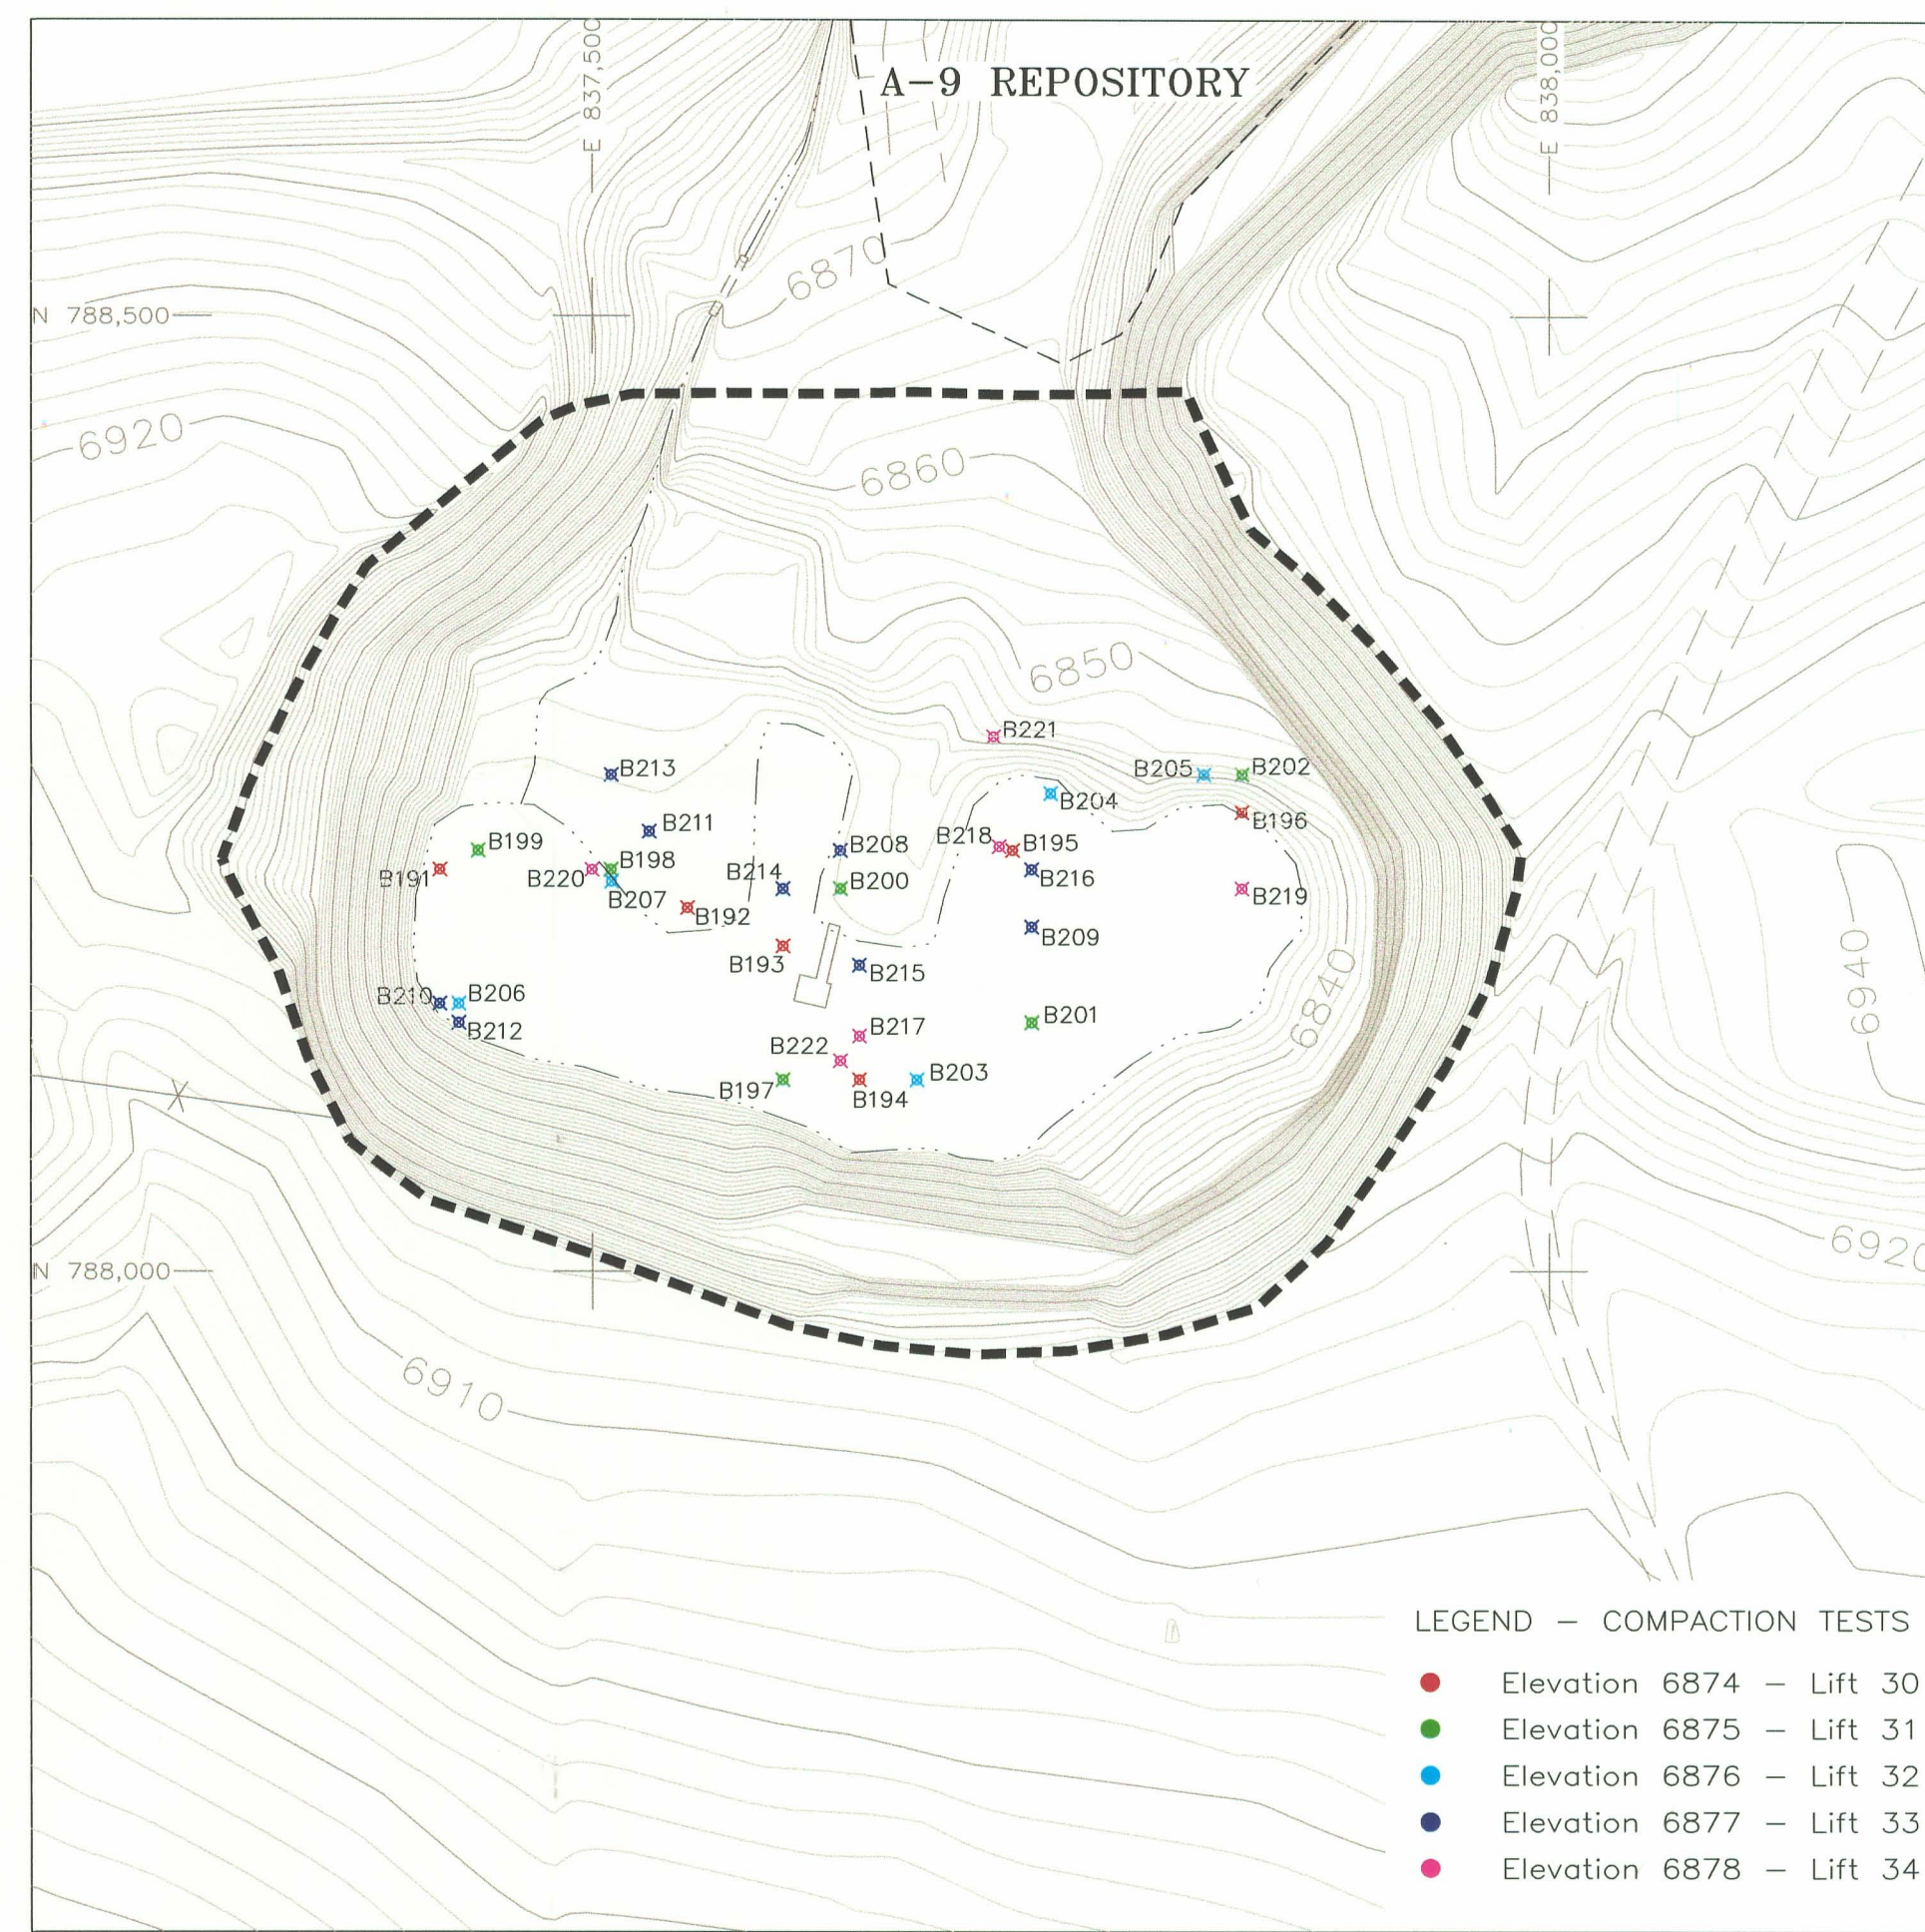 E 837,500
E 838,000
A-9 REPOSITORY
6870
N 788,500
6920
6860
6850
B221
B213
B205
B202
B204
B196
B211
B199
B208
B218
B195
B191
B220
B198
B214
B200
B216
B219
B207
B192
B209
B193
B215
B210
B206
B212
B201
B217
B222
B197
B194
B203
6840
6940
X
N 788,000
6920
6910
LEGEND – COMPACTION TESTS
Elevation 6874 – Lift 30
Elevation 6875 – Lift 31
Elevation 6876 – Lift 32
Elevation 6877 – Lift 33
Elevation 6878 – Lift 34